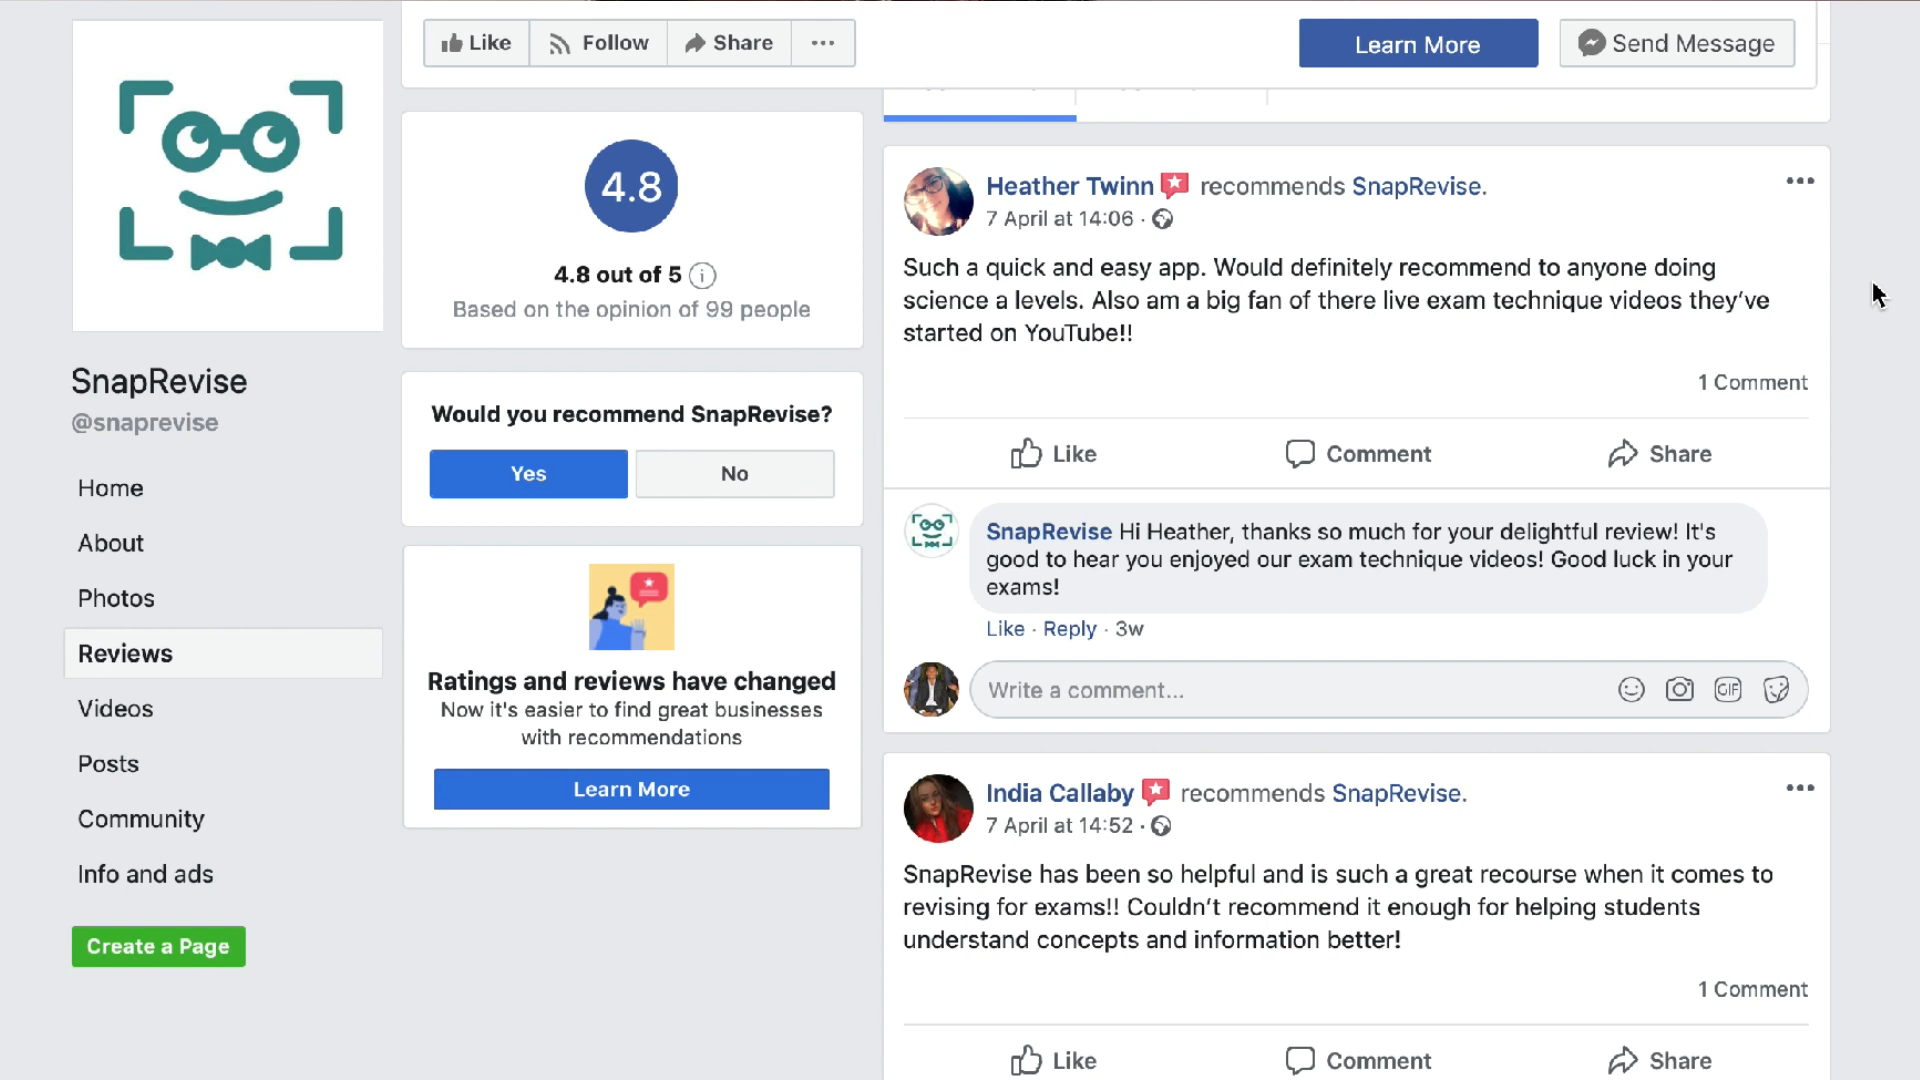 Like
Follow
Share
Learn More
Send Message
SnapRevise
@snaprevise
Home
About
Photos
Reviews
Videos
Posts
Community
Info and ads
Create a Page
4.8
4.8 out of 5
Based on the opinion of 99 people
Would you recommend SnapRevise?
Yes
No
Ratings and reviews have changed
Now it's easier to find great businesses
with recommendations
Learn More
Heather Twinn recommends SnapRevise.
7 April at 14:06 ·
Such a quick and easy app. Would definitely recommend to anyone doing
science a levels. Also am a big fan of there live exam technique videos they've
started on YouTube!!
1 Comment
Like
Comment
Share
SnapRevise Hi Heather, thanks so much for your delightful review! It's
good to hear you enjoyed our exam technique videos! Good luck in your
exams!
Like · Reply · 3w
Write a comment...
GIF
India Callaby recommends SnapRevise.
7 April at 14:52 ·
SnapRevise has been so helpful and is such a great recourse when it comes to
revising for exams!! Couldn't recommend it enough for helping students
understand concepts and information better!
1 Comment
Like
Comment
Share